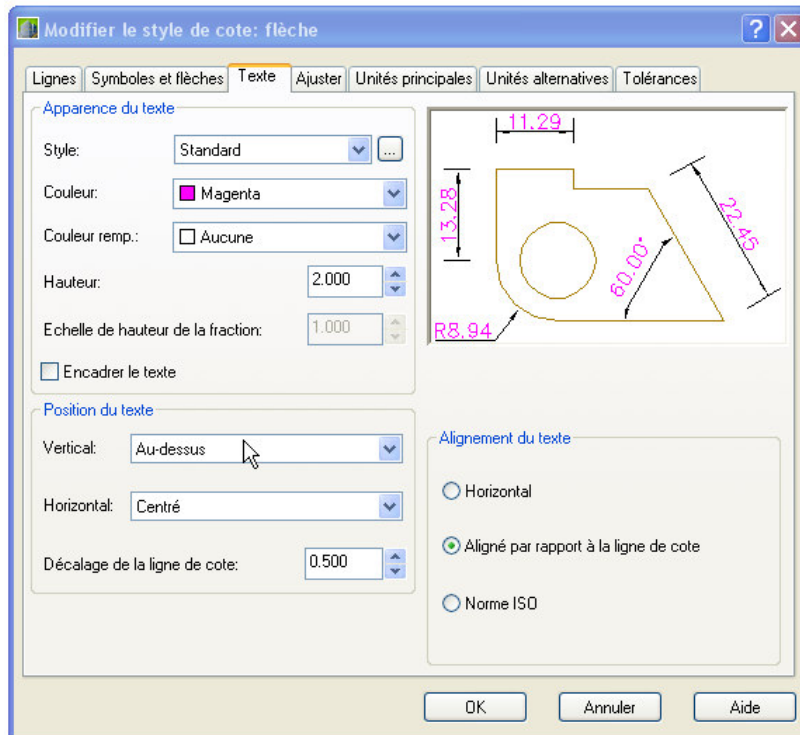 Modifier le style de cote: flèche
Lignes Symboles et flèches Texte Ajuster Unités principales Unités alternatives Tolérances
Apparence du texte
Style: Standard ...
Couleur: Magenta
Couleur remp.: Aucune
Hauteur: 2.000
Echelle de hauteur de la fraction: 1.000
Encadrer le texte
11.29
13.28
22.45
60.00°
R8.94
Position du texte
Vertical: Au-dessus
Horizontal: Centré
Décalage de la ligne de cote: 0.500
Alignement du texte
Horizontal
Aligné par rapport à la ligne de cote
Norme ISO
OK Annuler Aide